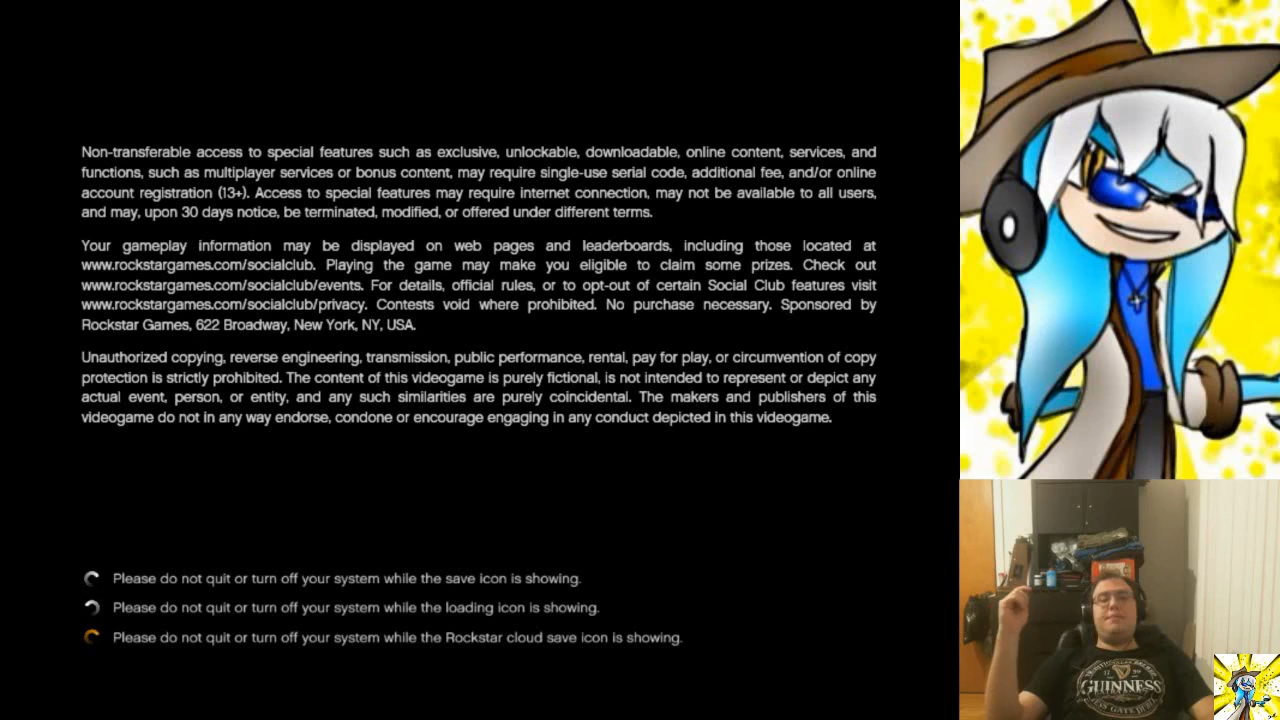 Non-transferable access to special features such as exclusive, unlockable, downloadable, online content, services, and
functions, such as multiplayer services or bonus content, may require single-use serial code, additional fee, and/or online
account registration (13+). Access to special features may require internet connection, may not be available to all users,
and may, upon 30 days notice, be terminated, modified, or offered under different terms.
Your gameplay information may be displayed on web pages and leaderboards, including those located at
www.rockstargames.com/socialclub. Playing the game may make you eligible to claim some prizes. Check out
www.rockstargames.com/socialclub/events. For details, official rules, or to opt-out of certain Social Club features visit
www.rockstargames.com/socialclub/privacy. Contests void where prohibited. No purchase necessary. Sponsored by
Rockstar Games, 622 Broadway, New York, NY, USA.
Unauthorized copying, reverse engineering, transmission, public performance, rental, pay for play, or circumvention of copy
protection is strictly prohibited. The content of this videogame is purely fictional, is not intended to represent or depict any
actual event, person, or entity, and any such similarities are purely coincidental. The makers and publishers of this
videogame do not in any way endorse, condone or encourage engaging in any conduct depicted in this videogame.
Please do not quit or turn off your system while the save icon is showing.
Please do not quit or turn off your system while the loading icon is showing.
Please do not quit or turn off your system while the Rockstar cloud save icon is showing.
GUINNESS